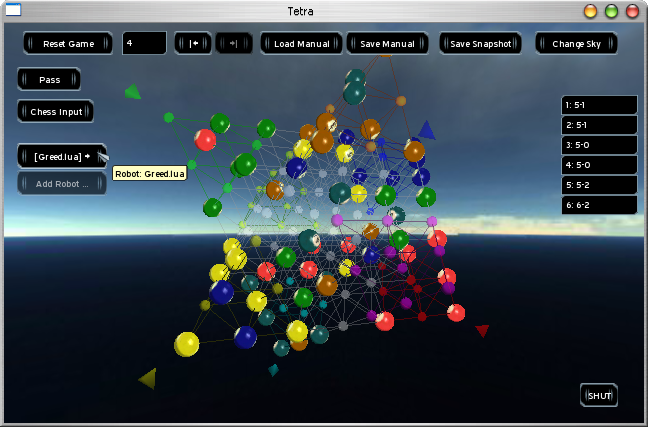 Tetra
Reset Game
4
Load Manual
Save Manual
Save Snapshot
Change Sky
Pass
Chess Input
[Greed.lua]
Robot: Greed.lua
Add Robot ...
1: 5-1
2: 5-1
3: 5-0
4: 5-0
5: 5-2
6: 6-2
SHUT